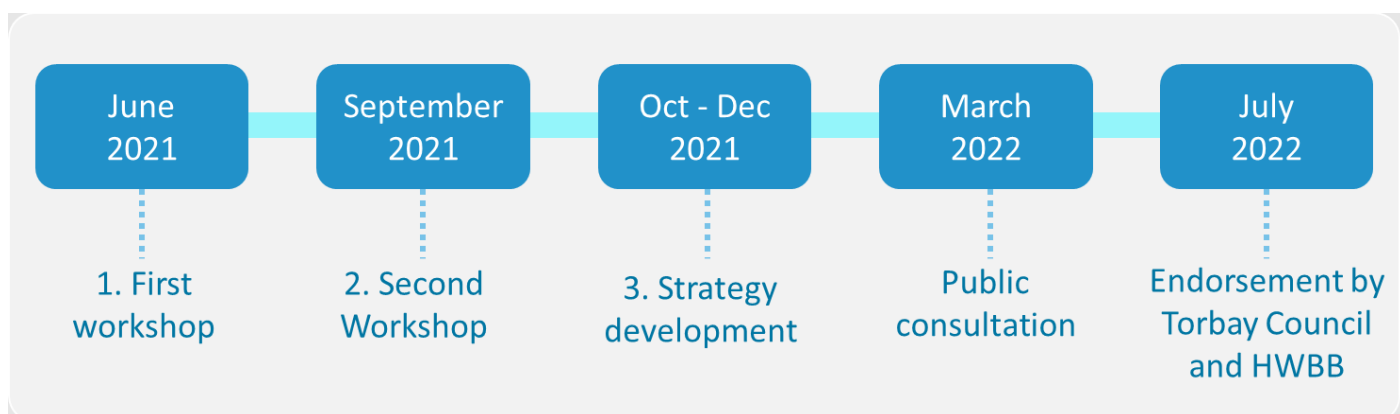 June
2021
September
2021
Oct - Dec
2021
March
2022
July
2022
1. First
workshop
2. Second
Workshop
3. Strategy
development
Public
consultation
Endorsement by
Torbay Council
and HWBB